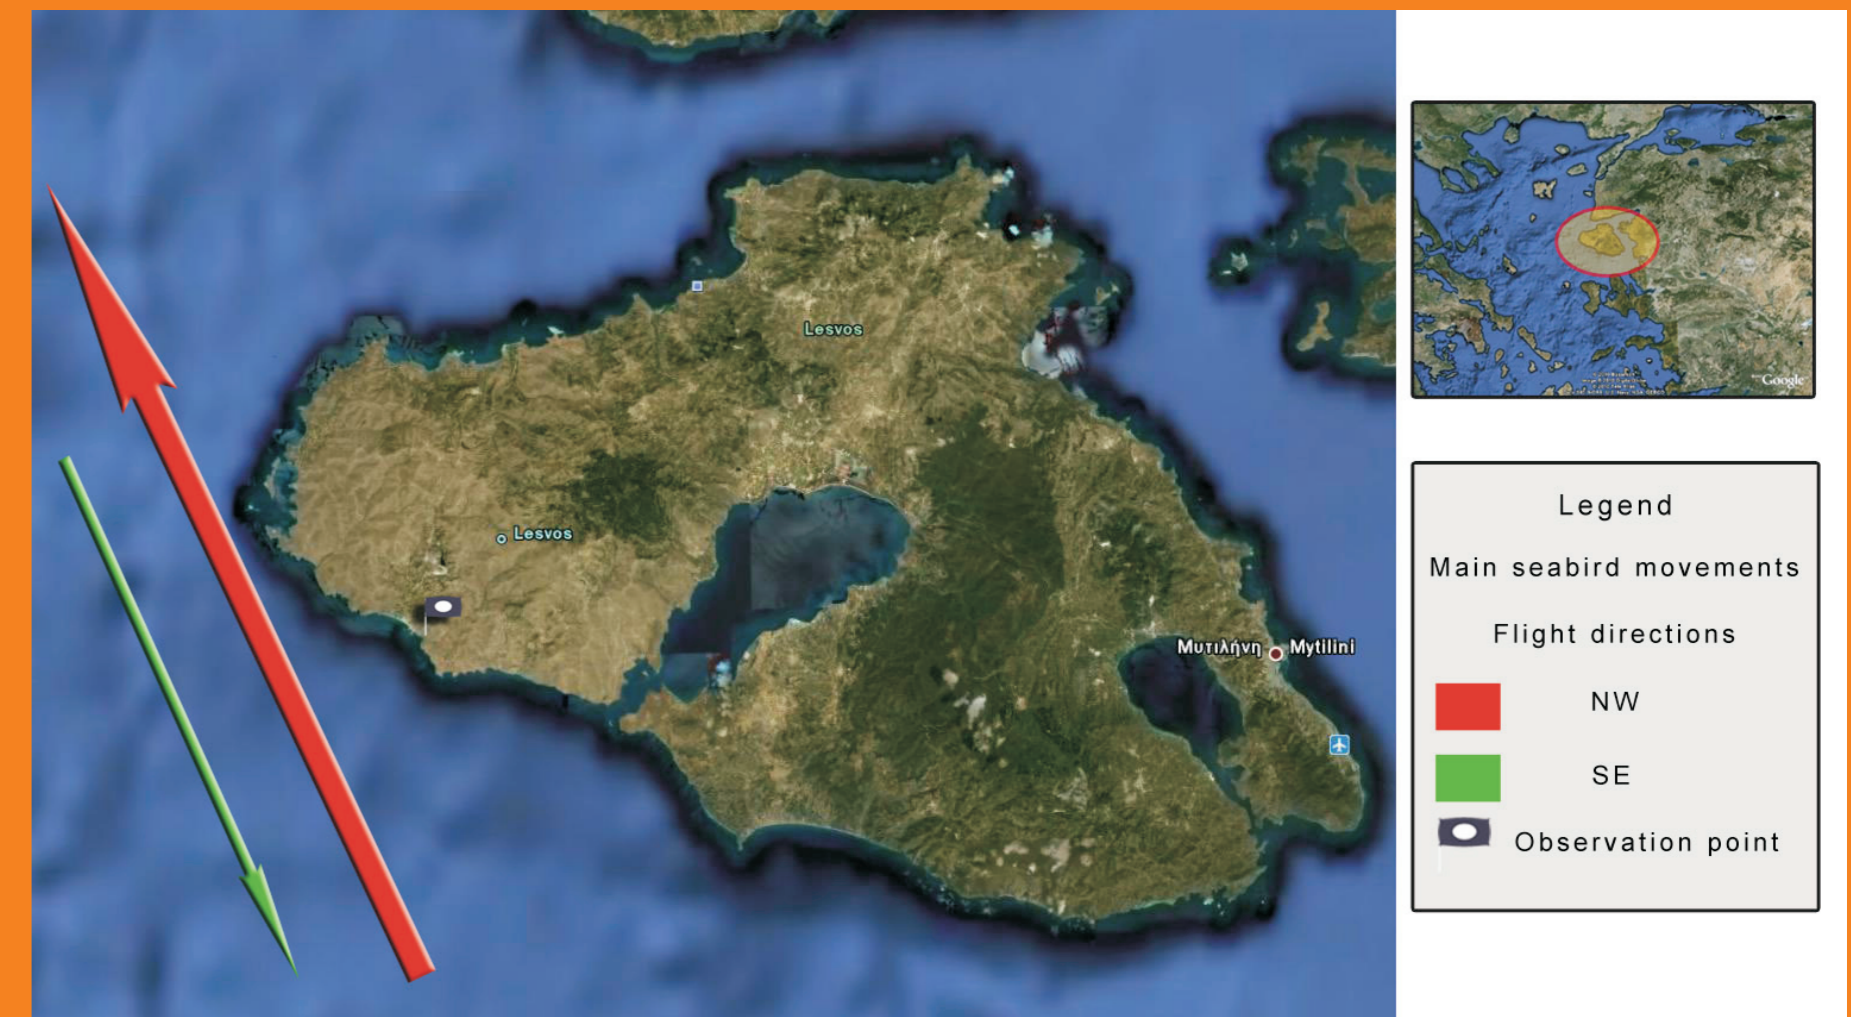 Lesvos
Lesvos
Μυτιλήνη Mytilini
Google
Legend
Main seabird movements
Flight directions
NW
SE
Observation point